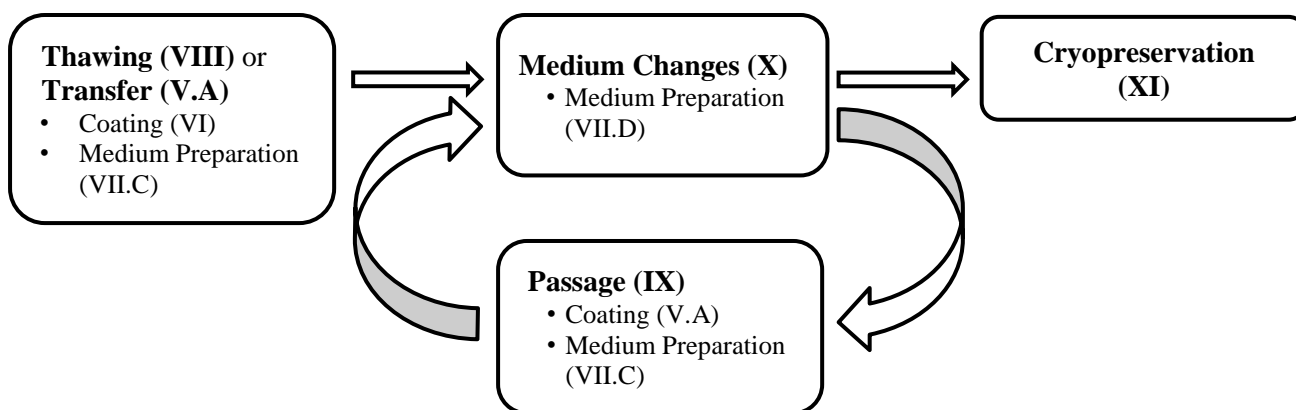 Thawing (VIII) or
Transfer (V.A)
• Coating (VI)
• Medium Preparation
(VII.C)
Medium Changes (X)
• Medium Preparation
(VII.D)
Cryopreservation
(XI)
Passage (IX)
• Coating (V.A)
• Medium Preparation
(VII.C)